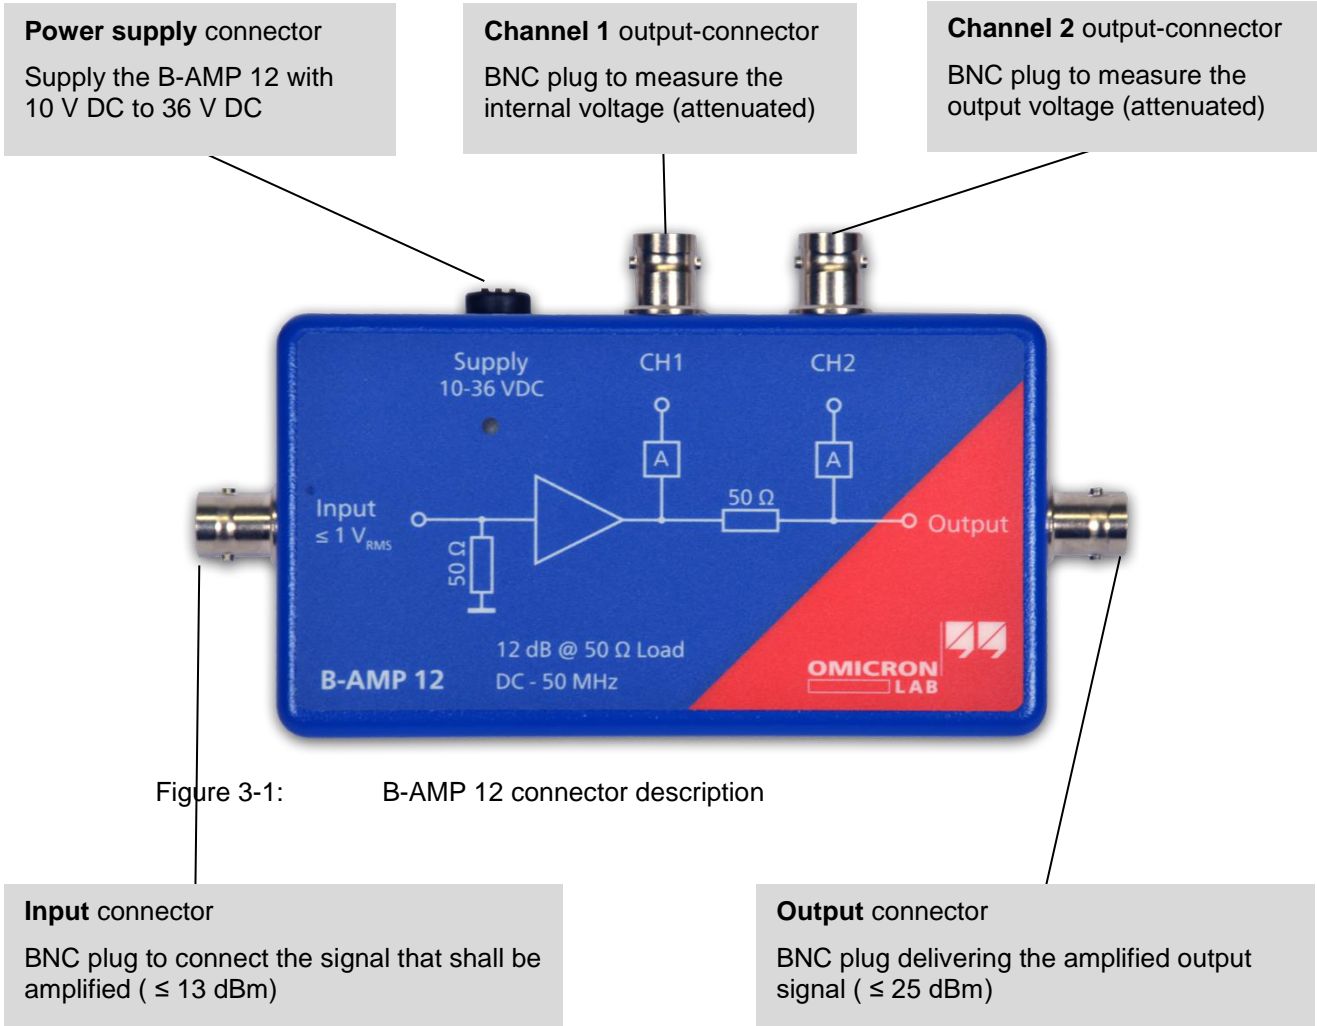 Power supply connector
Supply the B-AMP 12 with
10 V DC to 36 V DC
Channel 1 output-connector
BNC plug to measure the
internal voltage (attenuated)
Channel 2 output-connector
BNC plug to measure the
output voltage (attenuated)
Supply
10-36 VDC
CH1
CH2
A
A
Input
≤ 1 VRMS
50 Ω
50 Ω
Output
12 dB @ 50 Ω Load
DC - 50 MHz
B-AMP 12
OMICRON
LAB
Figure 3-1: B-AMP 12 connector description
Input connector
BNC plug to connect the signal that shall be
amplified ( ≤ 13 dBm)
Output connector
BNC plug delivering the amplified output
signal ( ≤ 25 dBm)